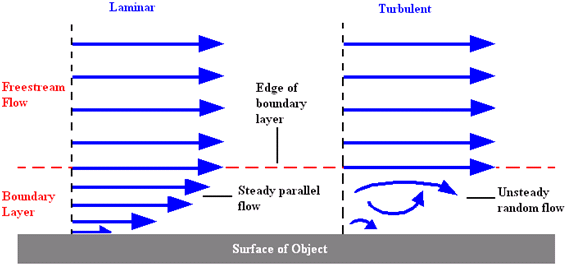 Laminar
Turbulent
Freestream
Flow
Edge of
boundary
layer
Boundary
Layer
Steady parallel
flow
Unsteady
random flow
Surface of Object